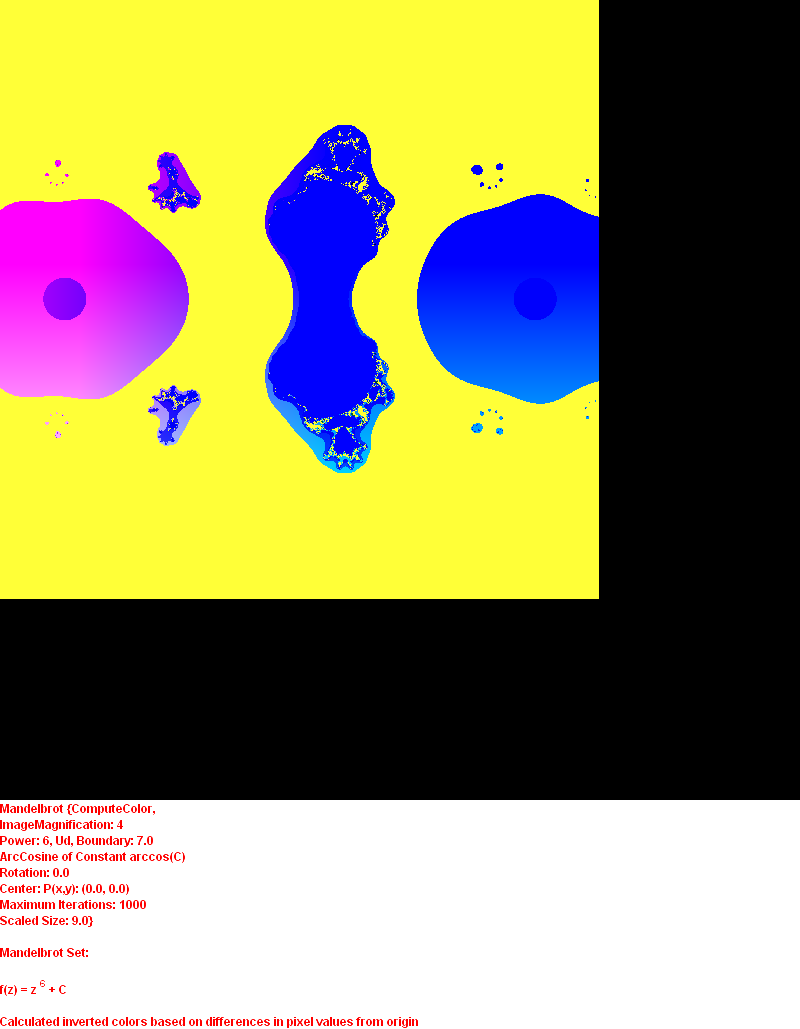 Mandelbrot {ComputeColor,
ImageMagnification: 4
Power: 6, Ud, Boundary: 7.0
ArcCosine of Constant arccos(C)
Rotation: 0.0
Center: P(x,y): (0.0, 0.0)
Maximum Iterations: 1000
Scaled Size: 9.0}
Mandelbrot Set:
f(z) = z 6 + C
Calculated inverted colors based on differences in pixel values from origin